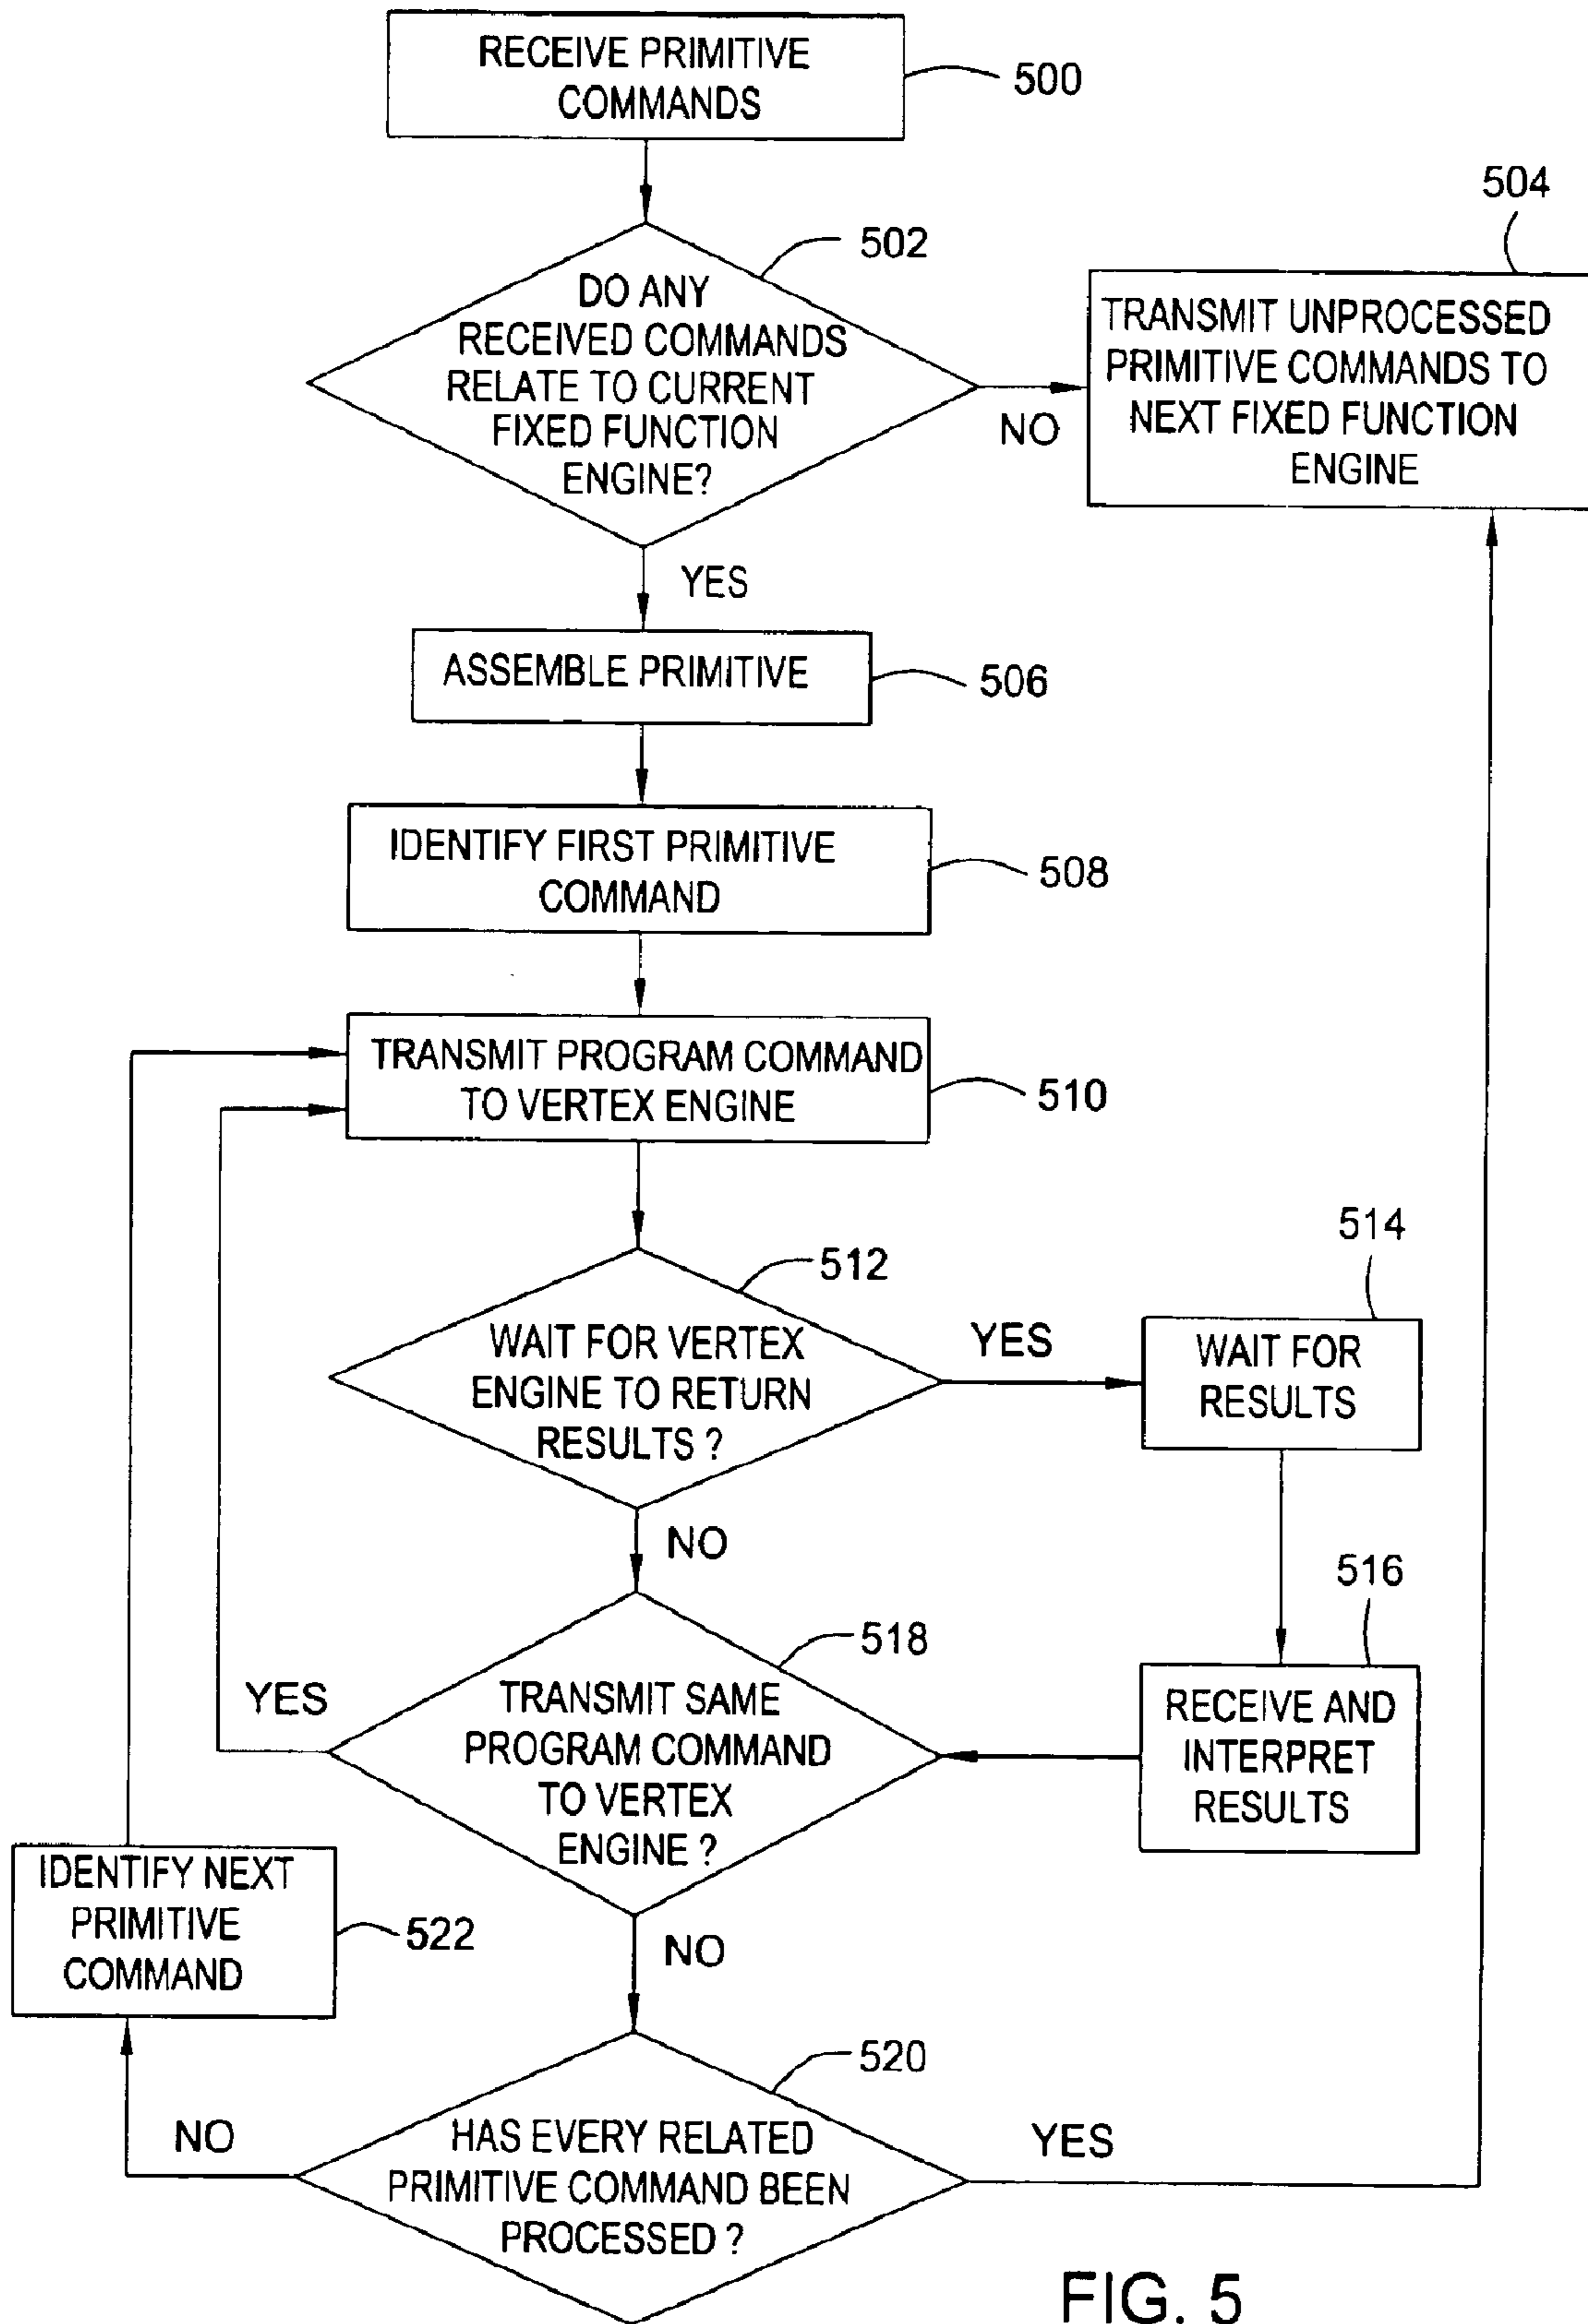 RECEIVE PRIMITIVE
COMMANDS
500
502
DO ANY
RECEIVED COMMANDS
RELATE TO CURRENT
FIXED FUNCTION
ENGINE?
NO
504
TRANSMIT UNPROCESSED
PRIMITIVE COMMANDS TO
NEXT FIXED FUNCTION
ENGINE
YES
ASSEMBLE PRIMITIVE
506
IDENTIFY FIRST PRIMITIVE
COMMAND
508
TRANSMIT PROGRAM COMMAND
TO VERTEX ENGINE
510
512
WAIT FOR VERTEX
ENGINE TO RETURN
RESULTS ?
YES
514
WAIT FOR
RESULTS
NO
516
RECEIVE AND
INTERPRET
RESULTS
518
TRANSMIT SAME
PROGRAM COMMAND
TO VERTEX
ENGINE ?
YES
NO
IDENTIFY NEXT
PRIMITIVE
COMMAND
522
520
HAS EVERY RELATED
PRIMITIVE COMMAND BEEN
PROCESSED ?
NO
YES
FIG. 5